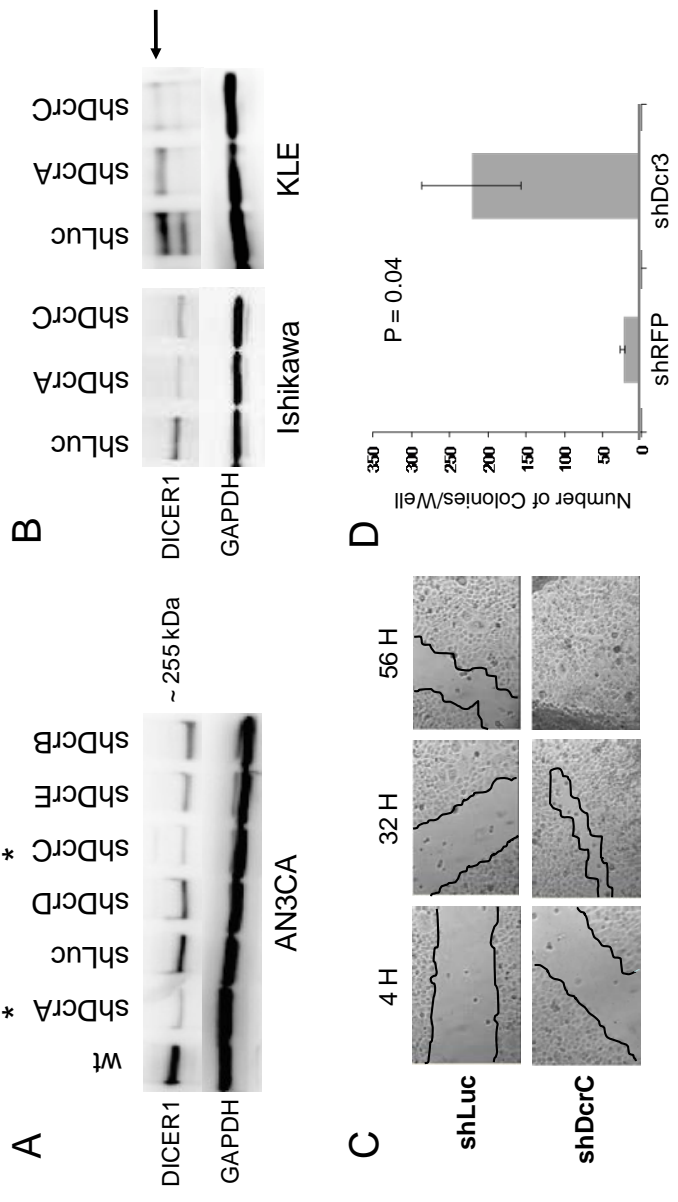 A
wt
shDcrA
*
shLuc
shDcrD
shDcrC
*
shDcrE
shDcrB
DICER1
~ 255 kDa
GAPDH
AN3CA
B
shLuc
shDcrA
shDcrC
shLuc
shDcrA
shDcrC
DICER1
GAPDH
Ishikawa
KLE
C
4 H
32 H
56 H
shLuc
shDcrC
D
Number of Colonies/Well
350
300
250
200
150
100
50
0
P = 0.04
shRFP
shDcr3